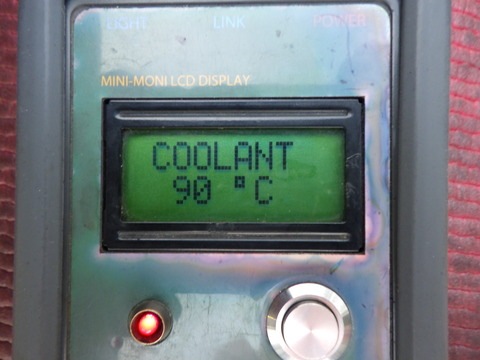 LIGHT LINK POWER
MINI-MONI LCD DISPLAY
COOLANT
90 °C